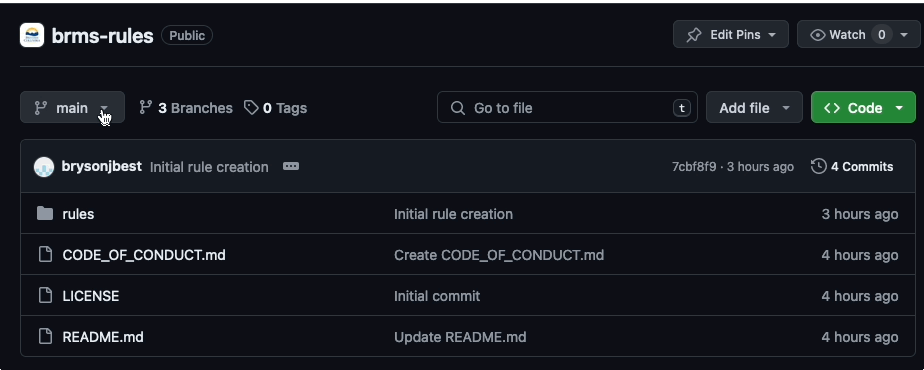 brms-rules Public Edit Pins Watch 0
main 3 Branches 0 Tags Go to file t Add file Code
brysonjbest Initial rule creation 7cbf8f9 · 3 hours ago 4 Commits
rules Initial rule creation 3 hours ago
CODE_OF_CONDUCT.md Create CODE_OF_CONDUCT.md 4 hours ago
LICENSE Initial commit 4 hours ago
README.md Update README.md 4 hours ago